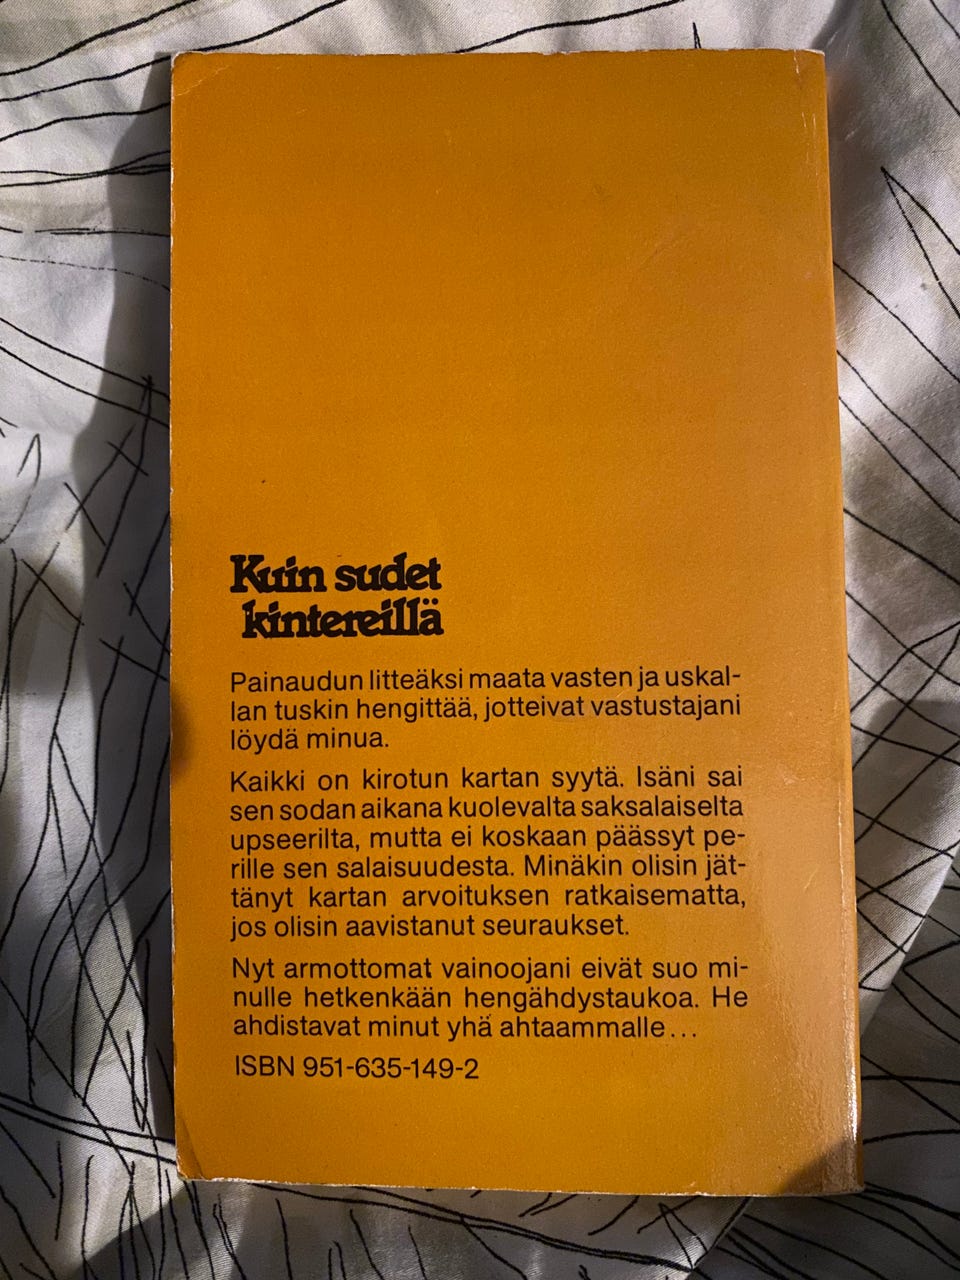 Kuin sudet
kintereillä
Painaudun litteäksi maata vasten ja uskal-
lan tuskin hengittää, jotteivat vastustajani
löydä minua.
Kaikki on kirotun kartan syytä. Isäni sai
sen sodan aikana kuolevalta saksalaiselta
upseerilta, mutta ei koskaan päässyt pe-
rille sen salaisuudesta. Minäkin olisin jät-
tänyt kartan arvoituksen ratkaisematta,
jos olisin aavistanut seuraukset.
Nyt armottomat vainoojani eivät suo mi-
nulle hetkenkään hengähdystaukoa. He
ahdistavat minut yhä ahtaammalle...
ISBN 951-635-149-2